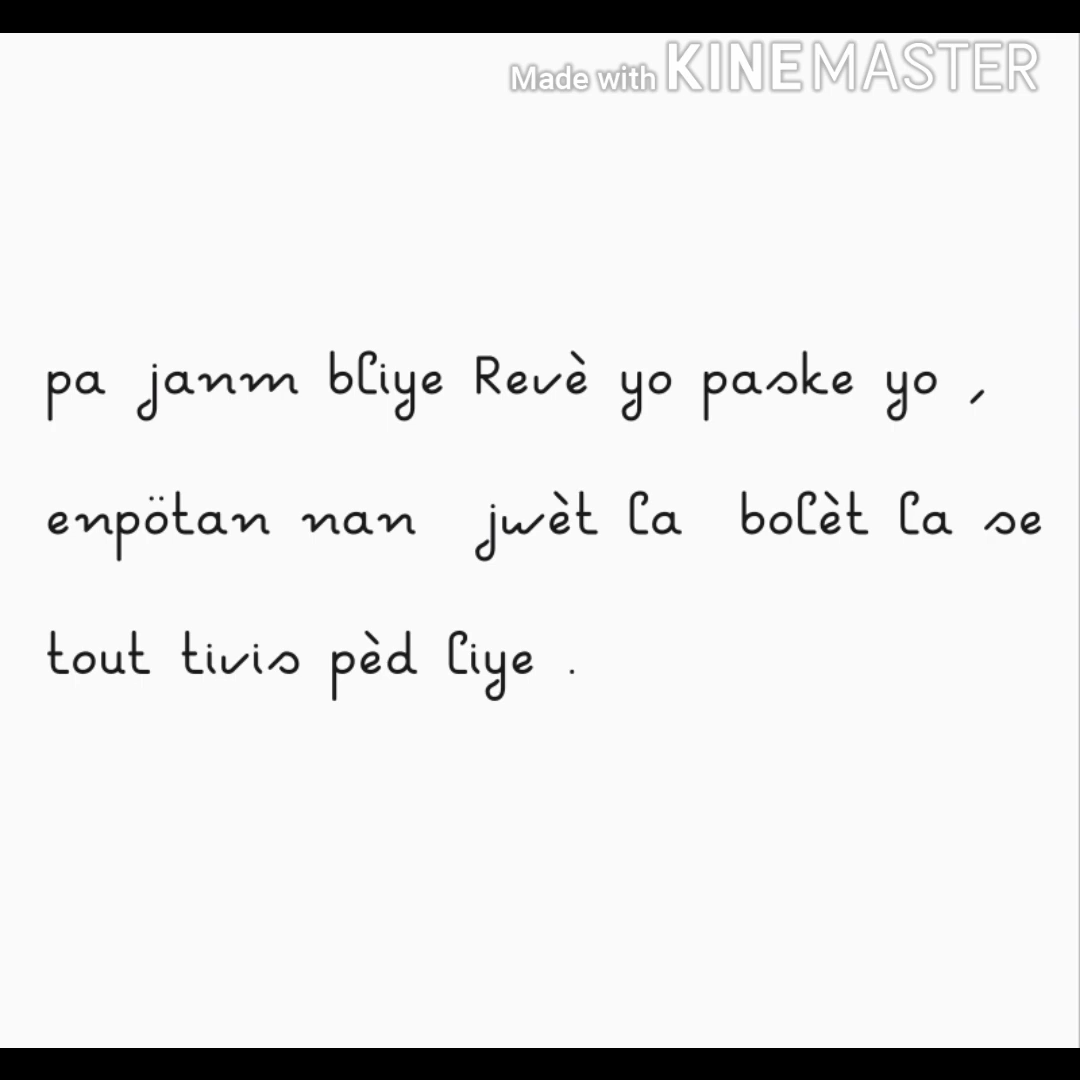 Made with KINEMASTER
pa janm bliye Revè yo paske yo ,
enpötan nan jwèt la bolèt la se
tout tivis pèd liye .